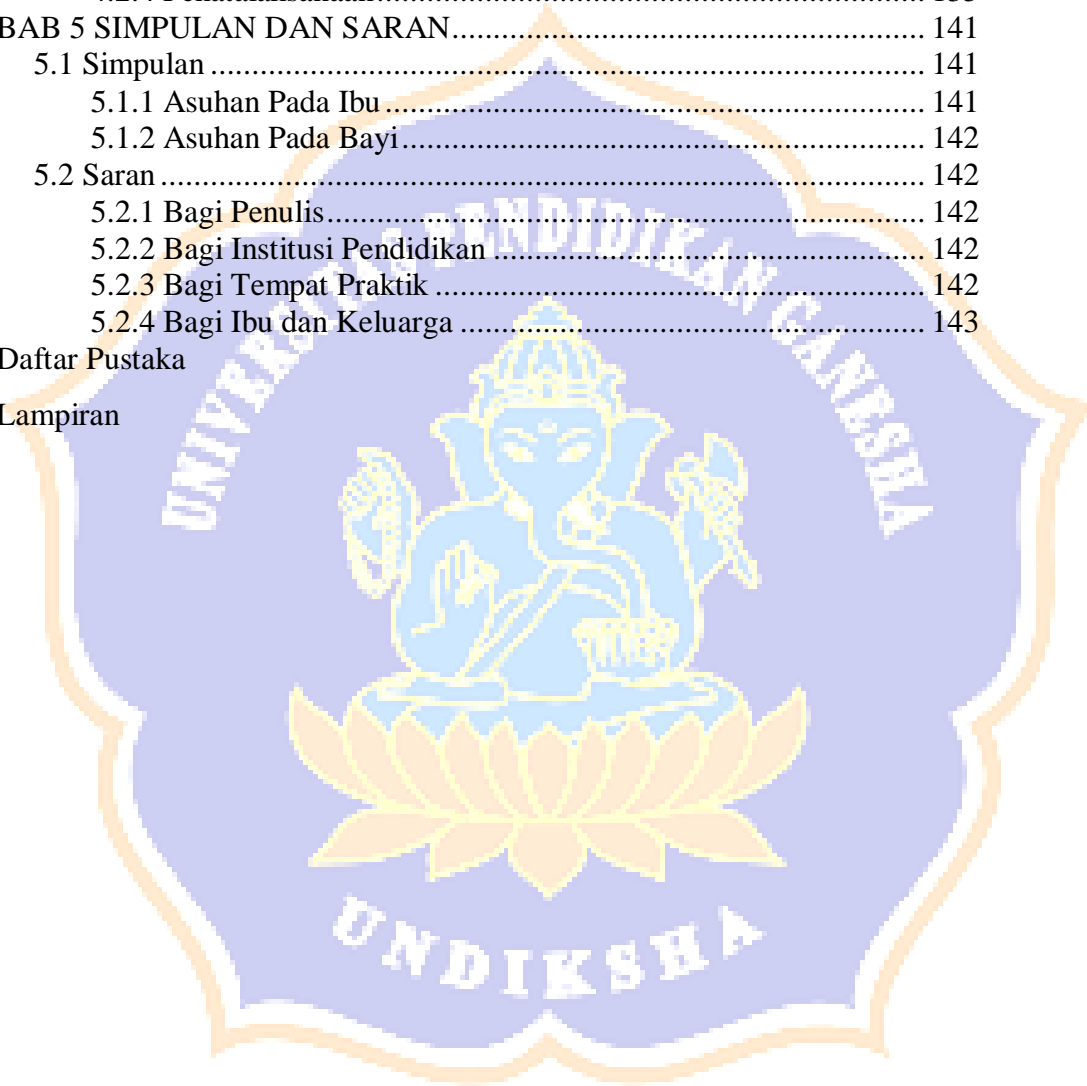 BAB 5 SIMPULAN DAN SARAN........................................................ 141
5.1 Simpulan ..................................................................................... 141
5.1.1 Asuhan Pada Ibu ................................................................ 141
5.1.2 Asuhan Pada Bayi............................................................... 142
5.2 Saran ........................................................................................... 142
5.2.1 Bagi Penulis....................................................................... 142
5.2.2 Bagi Institusi Pendidikan .................................................... 142
5.2.3 Bagi Tempat Praktik ........................................................... 142
5.2.4 Bagi Ibu dan Keluarga ........................................................ 143
Daftar Pustaka
Lampiran
UNIVERSITAS PENDIDIKAN GANESHA
UNDIKSHA